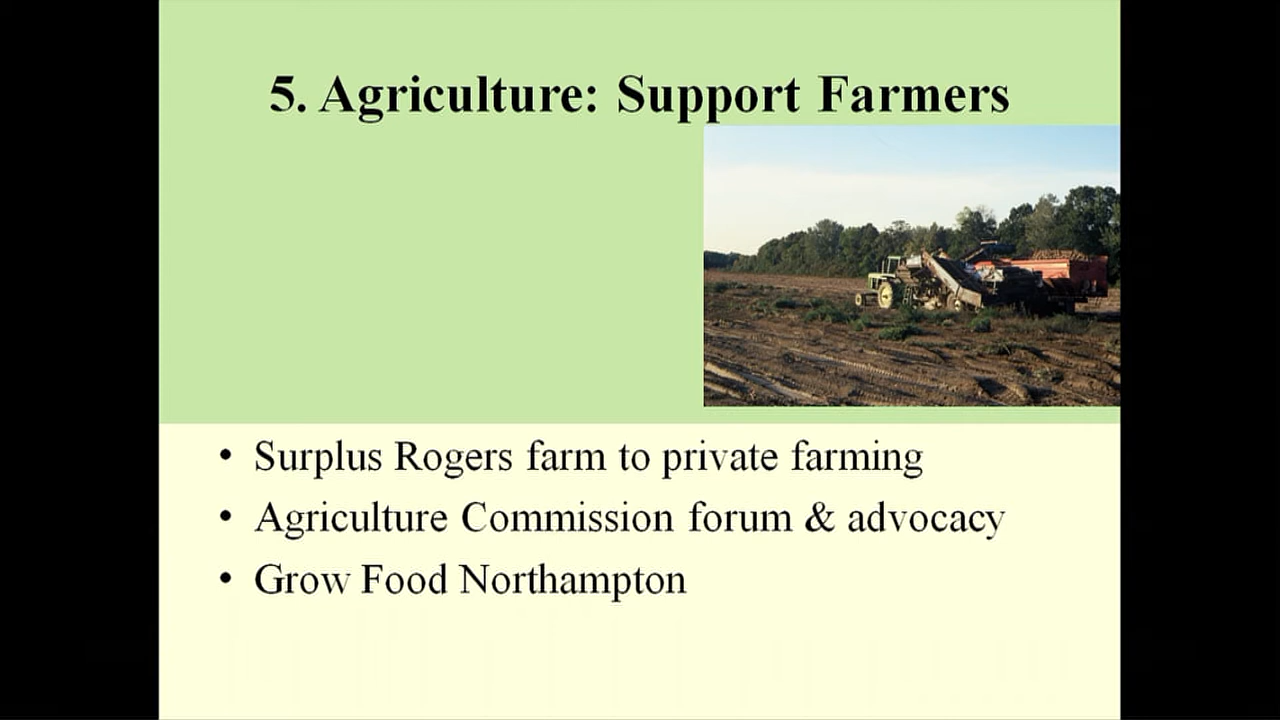 5. Agriculture: Support Farmers
• Surplus Rogers farm to private farming
• Agriculture Commission forum & advocacy
• Grow Food Northampton